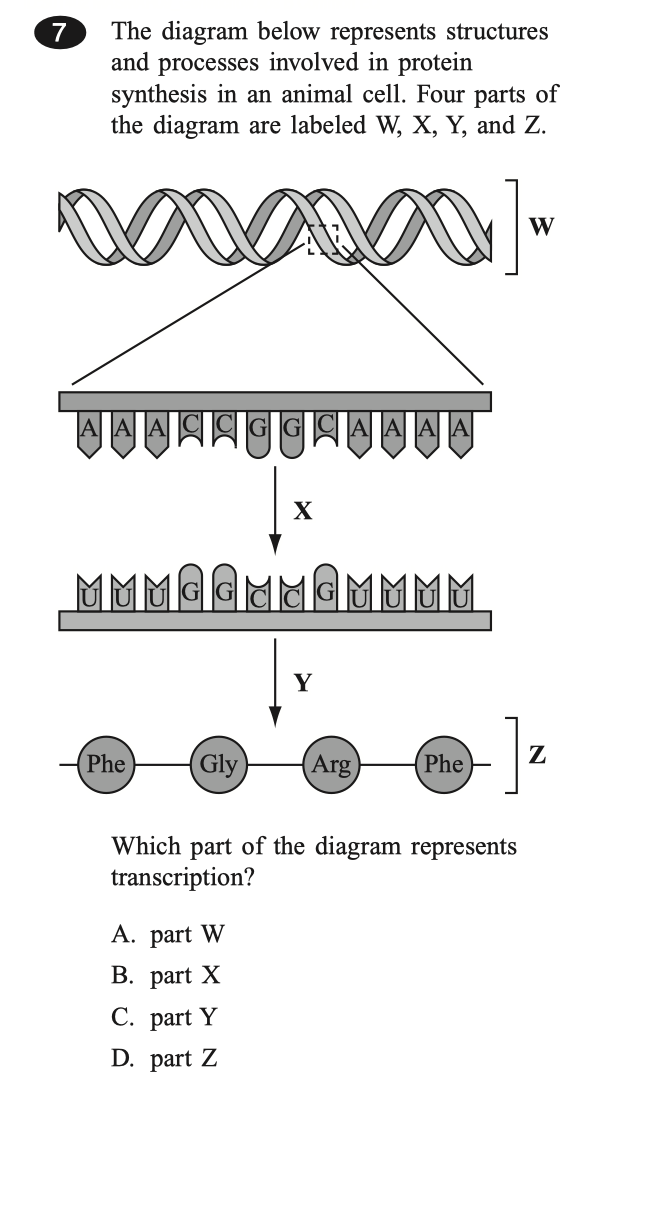 7 The diagram below represents structures
and processes involved in protein
synthesis in an animal cell. Four parts of
the diagram are labeled W, X, Y, and Z.
W
A A A C C G G C A A A A
X
U U U G G C C G U U U U
Y
Phe Gly Arg Phe
Z
Which part of the diagram represents
transcription?
A. part W
B. part X
C. part Y
D. part Z